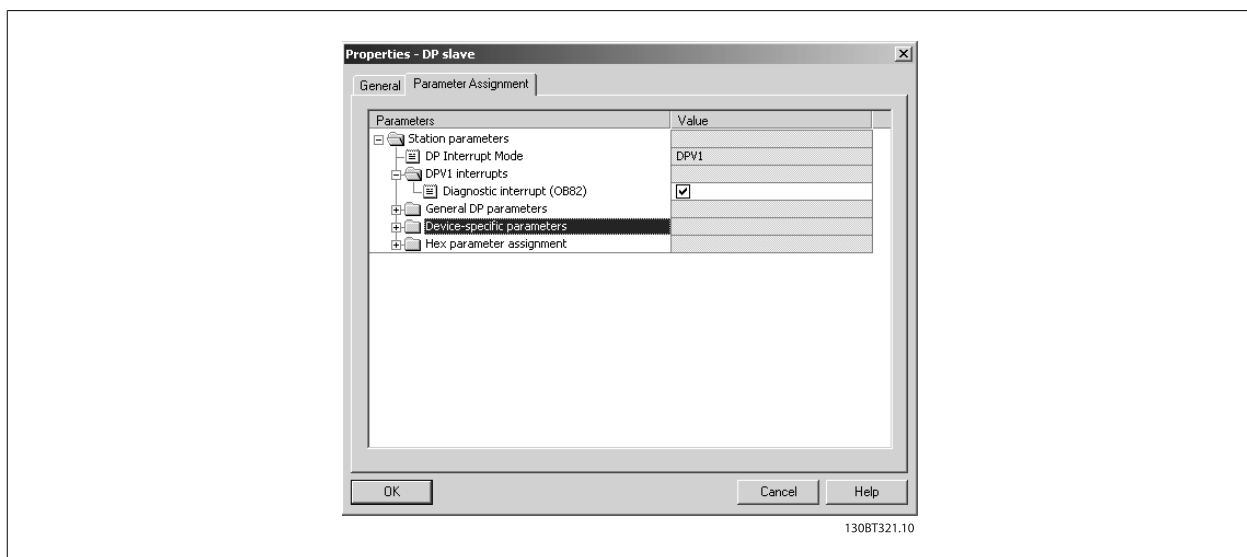 Properties - DP slave
General Parameter Assignment
Parameters Value
Station parameters
DP Interrupt Mode DPV1
DPV1 interrupts
Diagnostic interrupt (OB82)
General DP parameters
Device-specific parameters
Hex parameter assignment
OK Cancel Help
130BT321.10